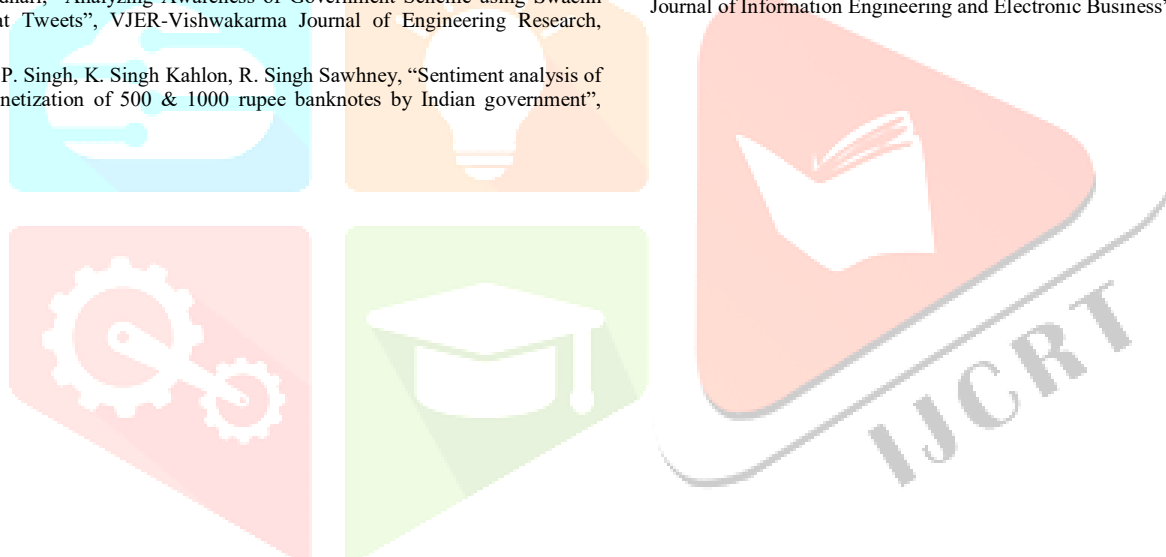 Analyzing Awareness of Government Scheme using Swachh
Tweets”, VJER-Vishwakarma Journal of Engineering Research,
P. Singh, K. Singh Kahlon, R. Singh Sawhney, “Sentiment analysis of
netization of 500 & 1000 rupee banknotes by Indian government”,
Journal of Information Engineering and Electronic Business”
IJCRT